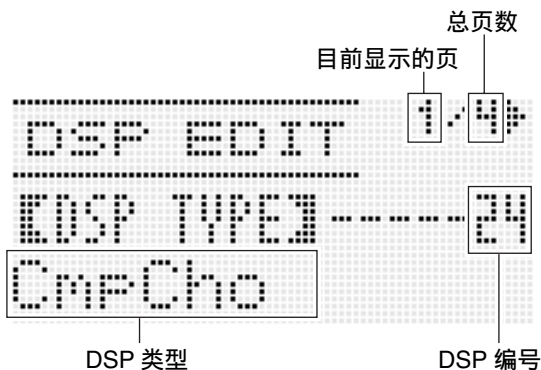 总页数
目前显示的页
DSP EDIT 1/4▶
【DSP TYPE】-----24
CmpCho
DSP 类型
DSP 编号